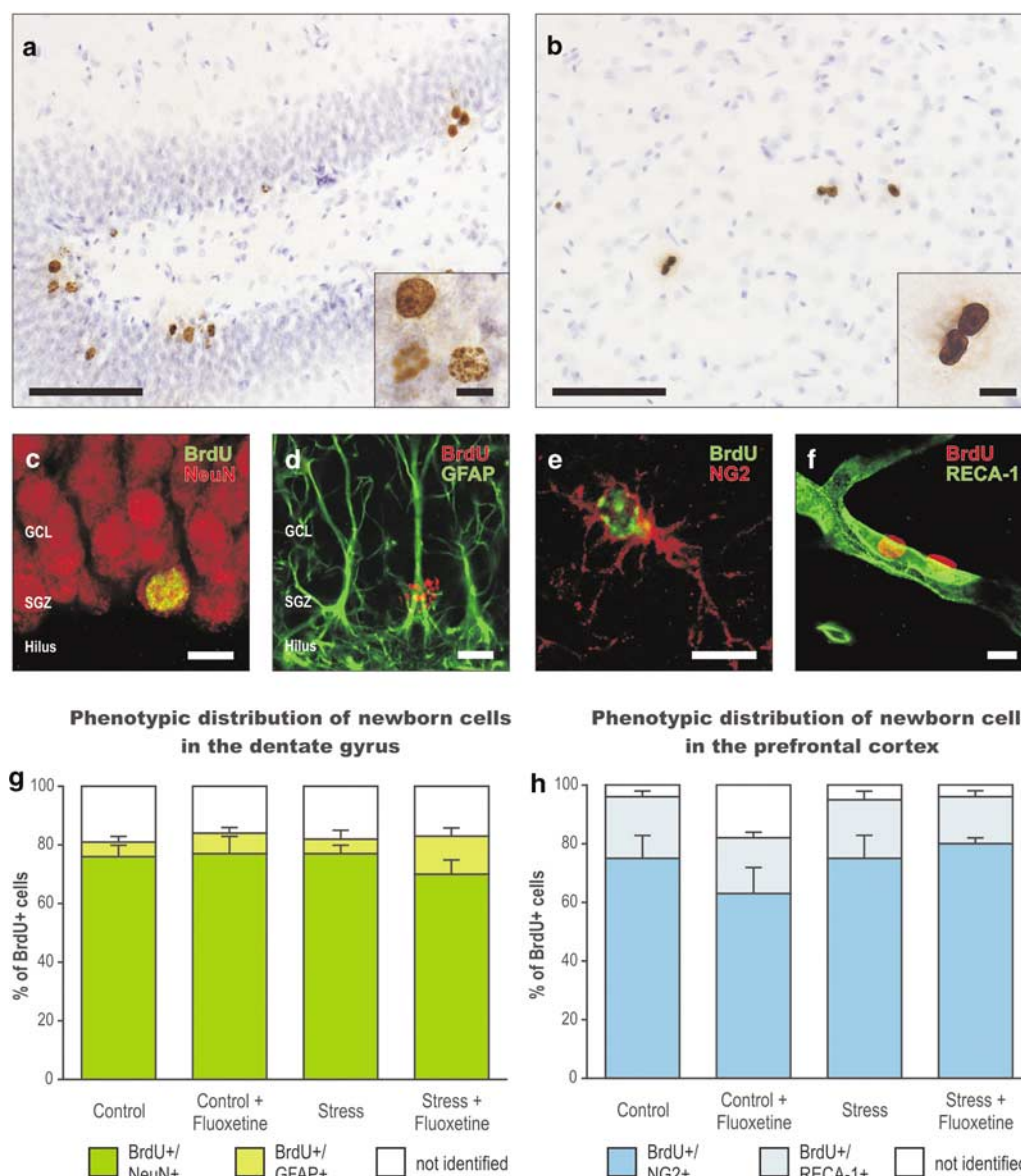 a
b
c
BrdU
NeuN
GCL
SGZ
Hilus
d
BrdU
GFAP
GCL
SGZ
Hilus
e
BrdU
NG2
f
BrdU
RECA-1
Phenotypic distribution of newborn cells
in the dentate gyrus
g
100
80
60
40
20
0
% of BrdU+ cells
Control
Control +
Fluoxetine
Stress
Stress +
Fluoxetine
BrdU+/
NeuN+
BrdU+/
GFAP+
not identified
Phenotypic distribution of newborn cell
in the prefrontal cortex
h
100
80
60
40
20
0
% of BrdU+ cells
Control
Control +
Fluoxetine
Stress
Stress +
Fluoxetine
BrdU+/
NG2+
BrdU+/
RECA-1+
not identified